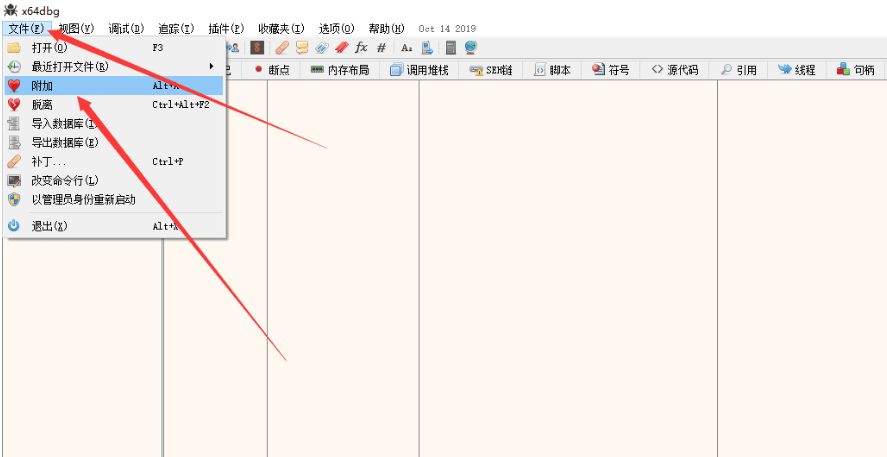 x64dbg
文件(F) 视图(V) 调试(D) 追踪(T) 插件(P) 收藏夹(I) 选项(O) 帮助(H) Oct 14 2019
fx # A₂
断点 内存布局 调用堆栈 SEH链 脚本 符号 源代码 引用 线程 句柄
打开(O) F3
最近打开文件(R)
附加 Alt+A
脱离 Ctrl+Alt+F2
导入数据库(I)
导出数据库(E)
补丁... Ctrl+P
改变命令行(L)
以管理员身份重新启动
退出(X) Alt+X